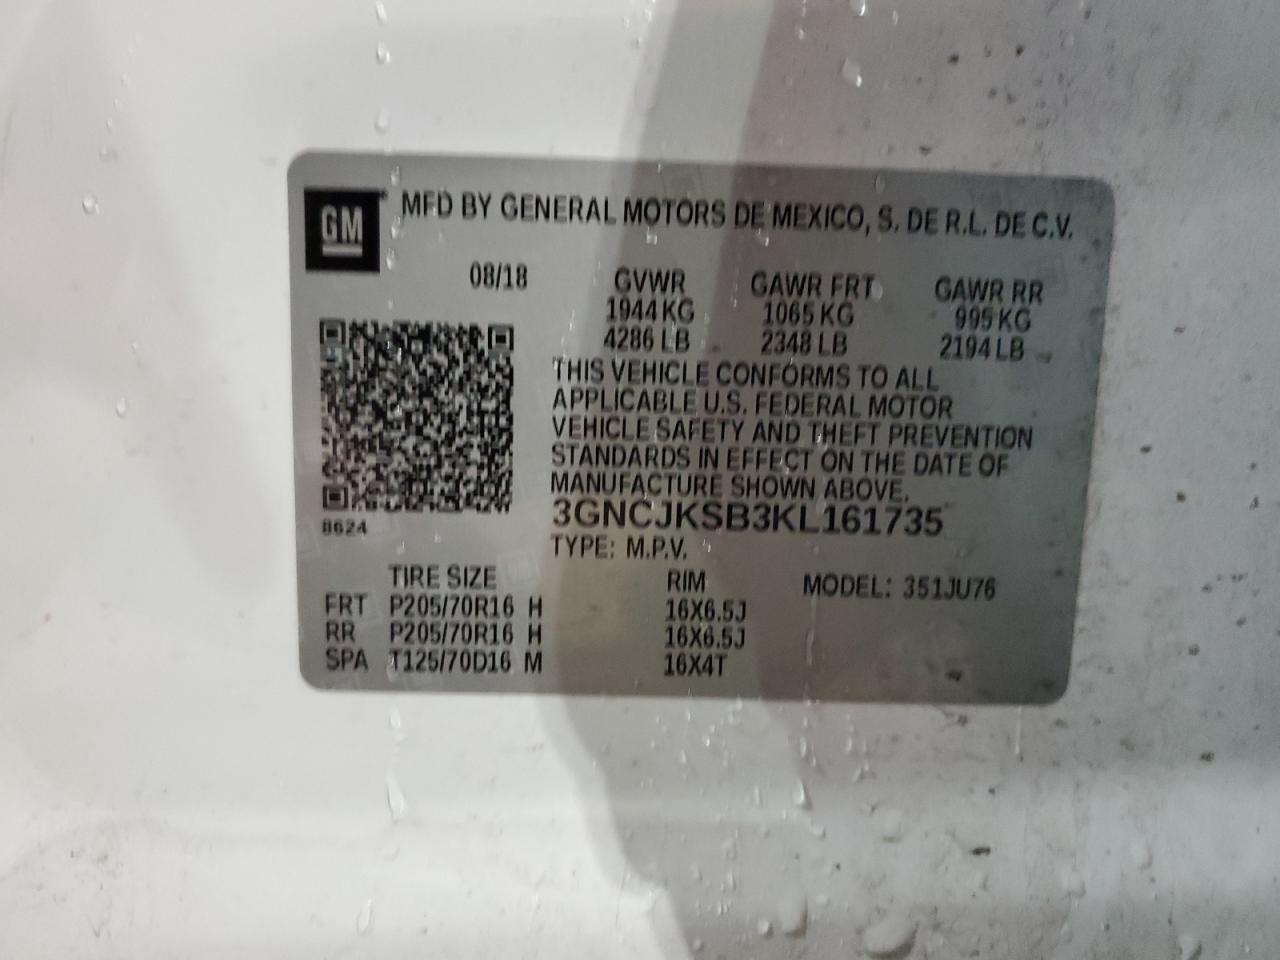 GM
MFD BY GENERAL MOTORS DE MEXICO, S. DE R.L. DE C.V.
08/18
GVWR GAWR FRT GAWR RR
1944 KG 1065 KG 995 KG
4286 LB 2348 LB 2194 LB
THIS VEHICLE CONFORMS TO ALL
APPLICABLE U.S. FEDERAL MOTOR
VEHICLE SAFETY AND THEFT PREVENTION
STANDARDS IN EFFECT ON THE DATE OF
MANUFACTURE SHOWN ABOVE.
8624
3GNCJKSB3KL161735
TYPE: M.P.V.
TIRE SIZE RIM MODEL: 351JU76
FRT P205/70R16 H 16X6.5J
RR P205/70R16 H 16X6.5J
SPA T125/70D16 M 16X4T